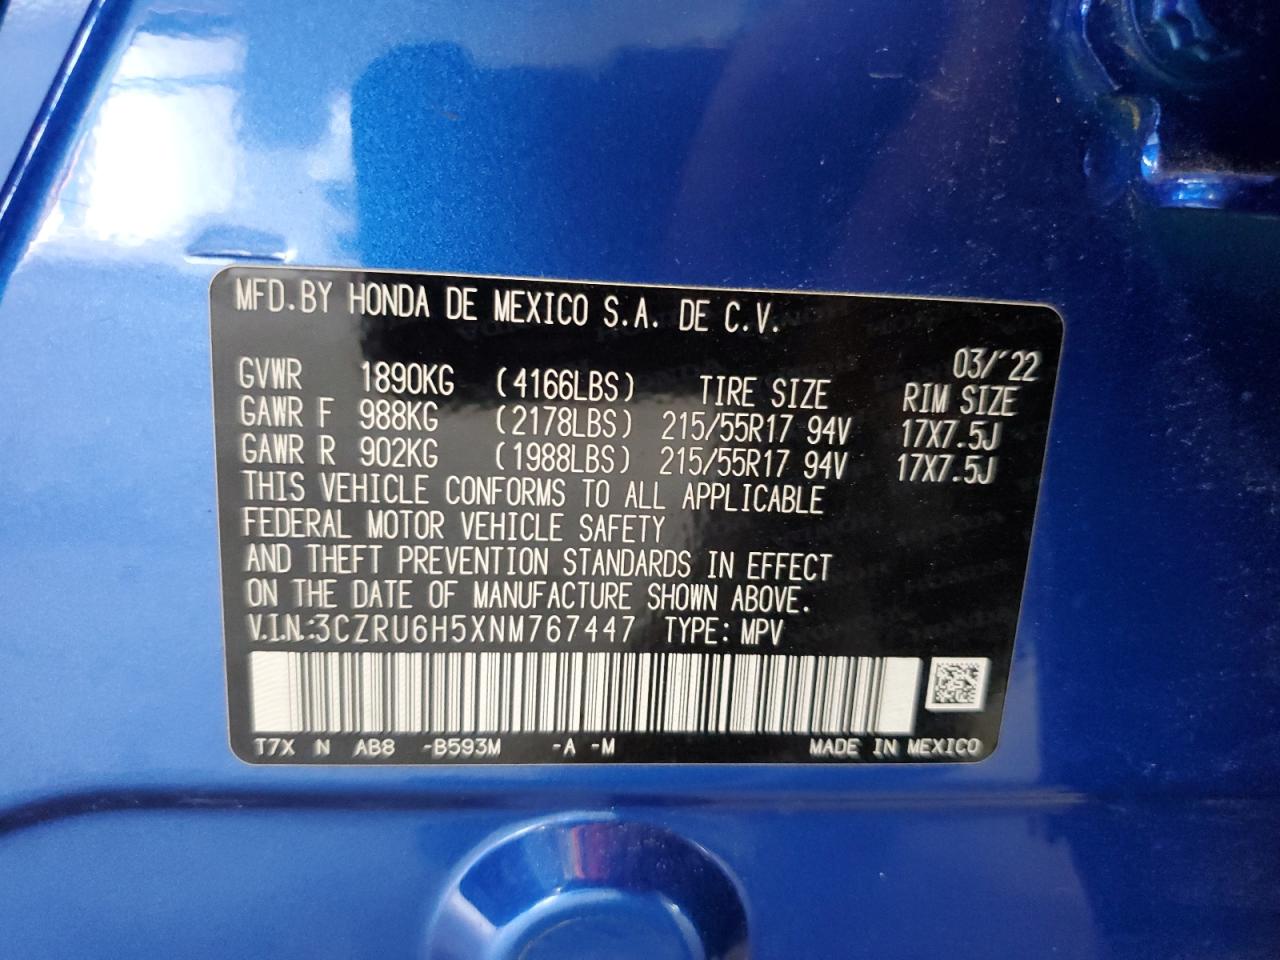 MFD.BY HONDA DE MEXICO S.A. DE C.V.
03/'22
GVWR 1890KG (4166LBS) TIRE SIZE RIM SIZE
GAWR F 988KG (2178LBS) 215/55R17 94V 17X7.5J
GAWR R 902KG (1988LBS) 215/55R17 94V 17X7.5J
THIS VEHICLE CONFORMS TO ALL APPLICABLE
FEDERAL MOTOR VEHICLE SAFETY
AND THEFT PREVENTION STANDARDS IN EFFECT
ON THE DATE OF MANUFACTURE SHOWN ABOVE.
V.I.N.:3CZRU6H5XNM767447 TYPE: MPV
T7X N AB8 -B593M -A -M MADE IN MEXICO